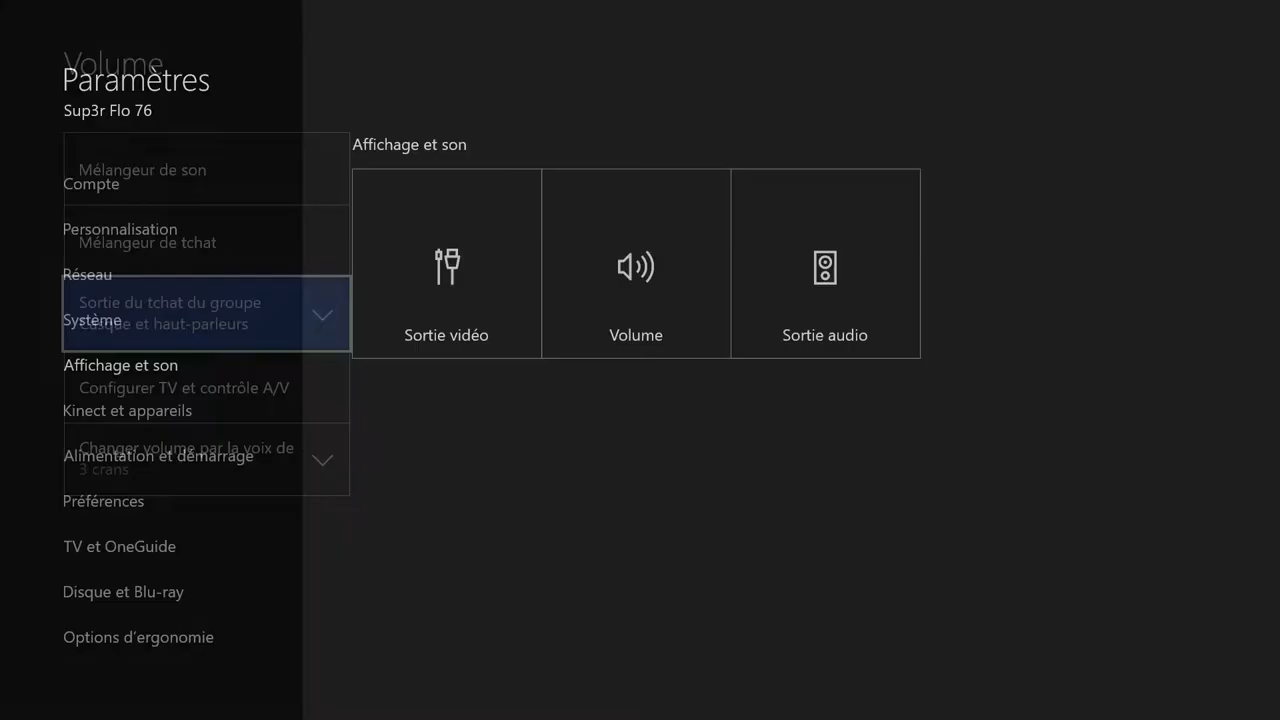 Volume
Paramètres
Sup3r Flo 76
Mélangeur de son
Compte
Personnalisation
Mélangeur de tchat
Réseau
Sortie du tchat du groupe
Système
Casque et haut-parleurs
Affichage et son
Configurer TV et contrôle A/V
Kinect et appareils
Changer volume par la voix de
Alimentation et démarrage
3 crans
Préférences
TV et OneGuide
Disque et Blu-ray
Options d'ergonomie
Affichage et son
Sortie vidéo
Volume
Sortie audio